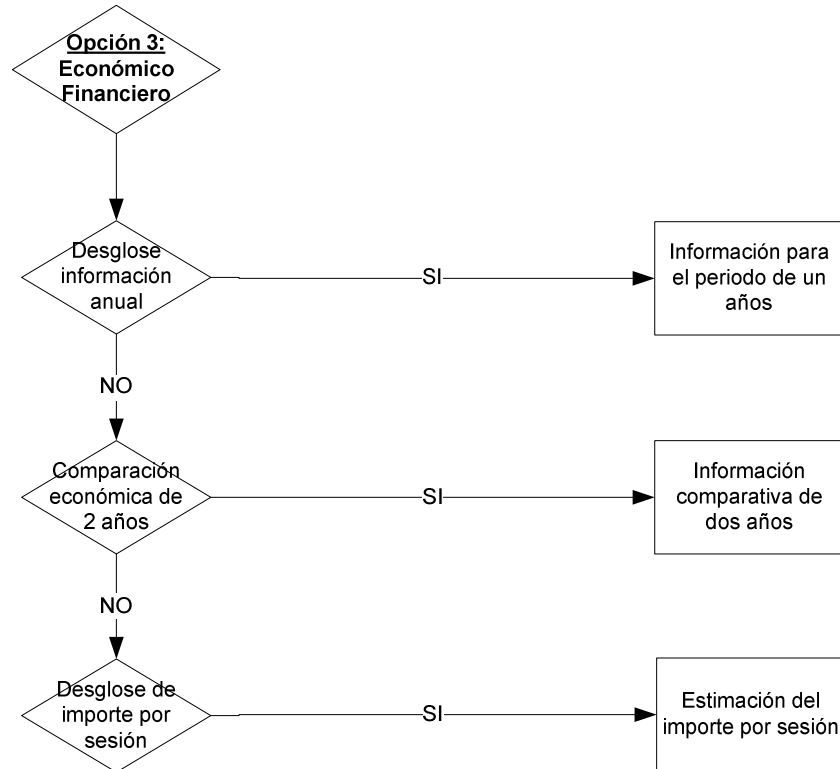 Opción 3:
Económico
Financiero
Desglose
información
anual
SI
Información para
el periodo de un
años
NO
Comparación
económica de
2 años
SI
Información
comparativa de
dos años
NO
Desglose de
importe por
sesión
SI
Estimación del
importe por sesión